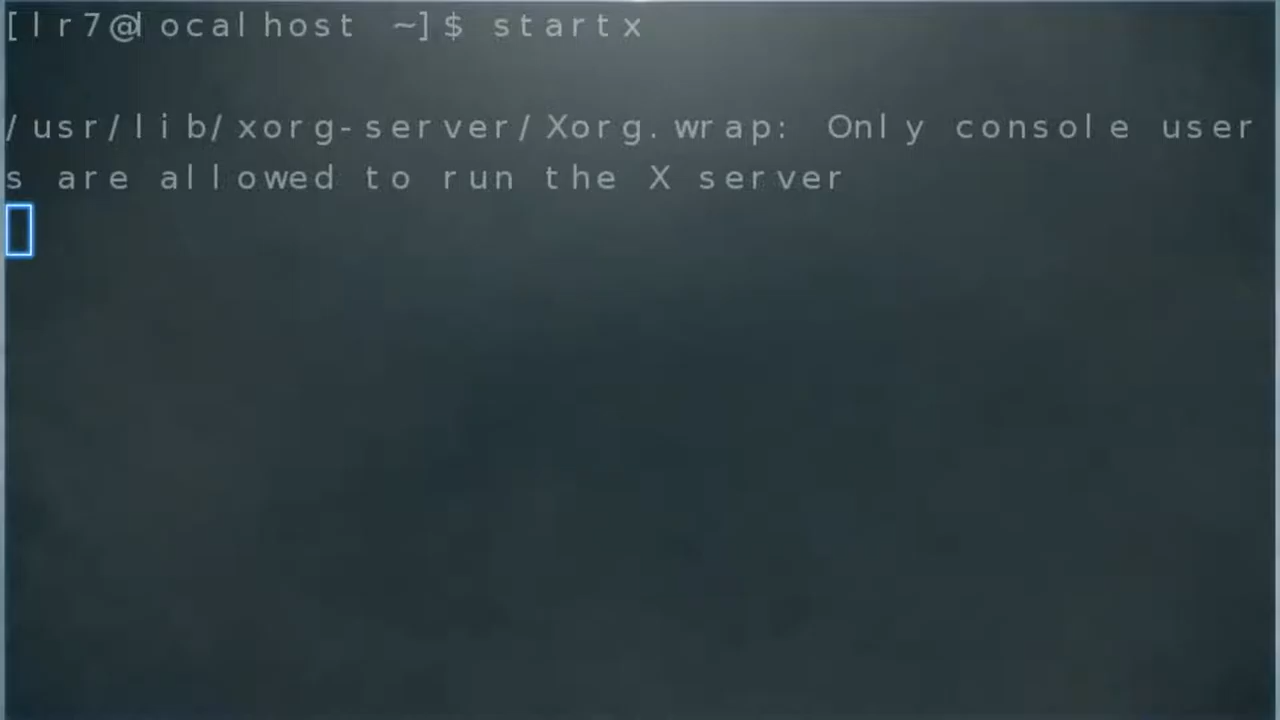 [lr7@localhost ~]$ startx
/usr/lib/xorg-server/Xorg.wrap: Only console user
s are allowed to run the X server